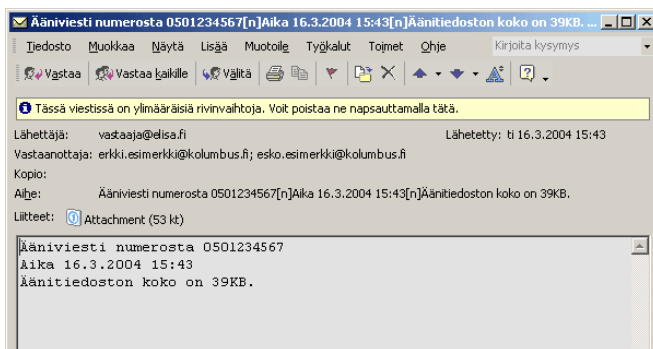 Ääniviesti numerosta 0501234567[n]Aika 16.3.2004 15:43[n]Äänitiedoston koko on 39KB. ...
Tiedosto Muokkaa Näytä Lisää Muotoile Työkalut Toimet Ohje Kirjoita kysymys
Vastaa Vastaa kaikille Välitä
Tässä viestissä on ylimääräisiä rivinvaihtoja. Voit poistaa ne napsauttamalla tätä.
Lähettäjä: vastaaja@elisa.fi Lähetetty: ti 16.3.2004 15:43
Vastaanottaja: erkki.esimerkki@kolumbus.fi; esko.esimerkki@kolumbus.fi
Kopio:
Aihe: Ääniviesti numerosta 0501234567[n]Aika 16.3.2004 15:43[n]Äänitiedoston koko on 39KB.
Liitteet: Attachment (53 kt)
Ääniviesti numerosta 0501234567
Aika 16.3.2004 15:43
Äänitiedoston koko on 39KB.